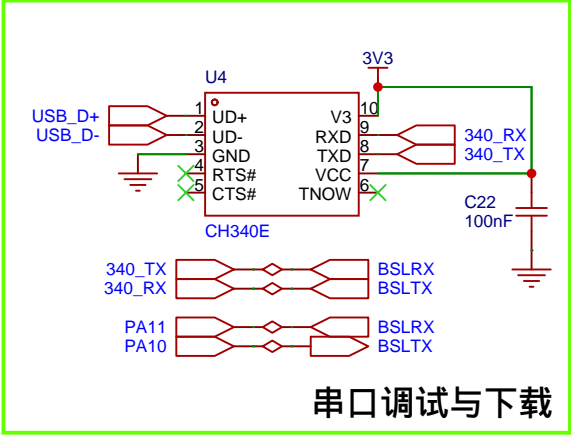 3V3
U4
USB_D+ 1 UD+ V3 10
USB_D- 2 UD- RXD 9 340_RX
3 GND TXD 8 340_TX
4 RTS# VCC 7
5 CTS# TNOW 6
C22
100nF
CH340E
340_TX BSLRX
340_RX BSLTX
PA11 BSLRX
PA10 BSLTX
串口调试与下载